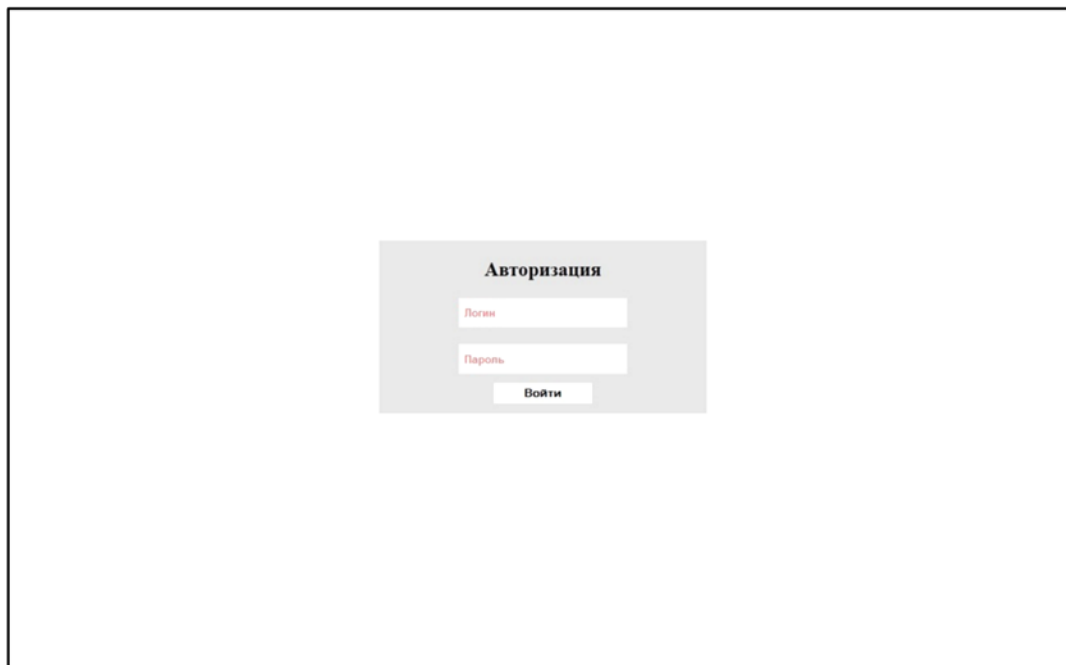 Авторизация
Логин
Пароль
Войти